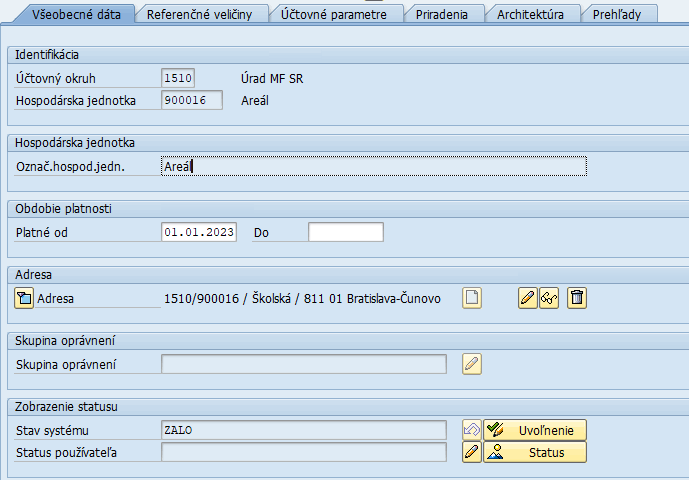 Všeobecné dáta Referenčné veličiny Účtovné parametre Priradenia Architektúra Prehľady
Identifikácia
Účtovný okruh 1510 Úrad MF SR
Hospodárska jednotka 900016 Areál
Hospodárska jednotka
Označ.hospod.jedn. Areál
Obdobie platnosti
Platné od 01.01.2023 Do
Adresa
Adresa 1510/900016 / Školská / 811 01 Bratislava-Čunovo
Skupina oprávnení
Skupina oprávnení
Zobrazenie statusu
Stav systému ZALO Uvoľnenie
Status používateľa Status